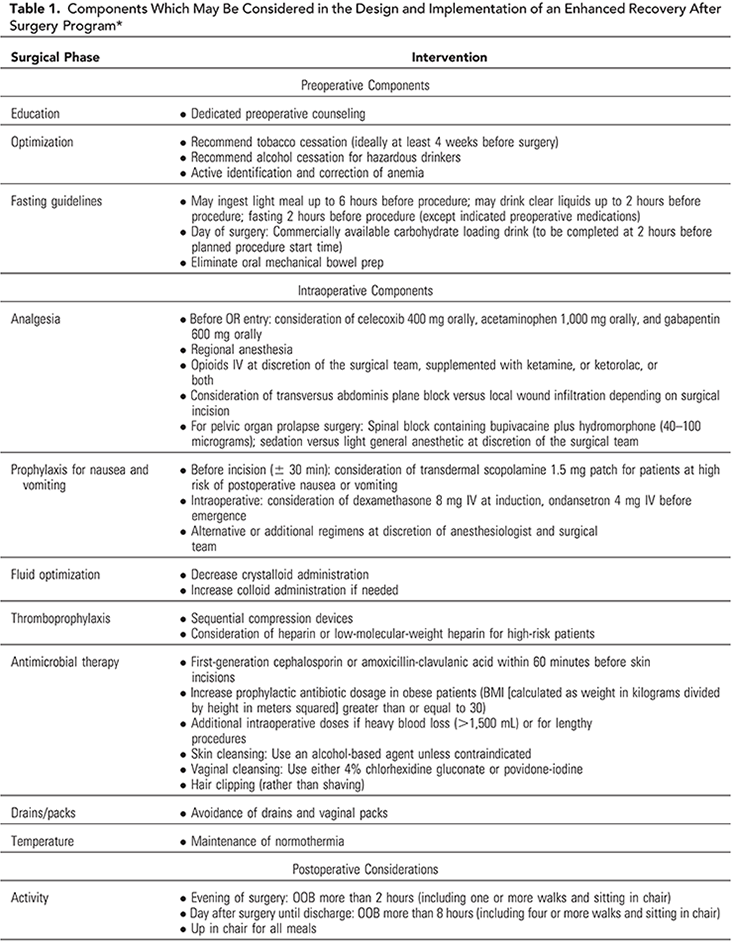 Table 1. Components Which May Be Considered in the Design and Implementation of an Enhanced Recovery After
Surgery Program*
Surgical Phase Intervention
Preoperative Components
Education • Dedicated preoperative counseling
Optimization • Recommend tobacco cessation (ideally at least 4 weeks before surgery)
• Recommend alcohol cessation for hazardous drinkers
• Active identification and correction of anemia
Fasting guidelines • May ingest light meal up to 6 hours before procedure; may drink clear liquids up to 2 hours before
procedure; fasting 2 hours before procedure (except indicated preoperative medications)
• Day of surgery: Commercially available carbohydrate loading drink (to be completed at 2 hours before
planned procedure start time)
• Eliminate oral mechanical bowel prep
Intraoperative Components
Analgesia • Before OR entry: consideration of celecoxib 400 mg orally, acetaminophen 1,000 mg orally, and gabapentin
600 mg orally
• Regional anesthesia
• Opioids IV at discretion of the surgical team, supplemented with ketamine, or ketorolac, or
both
• Consideration of transversus abdominis plane block versus local wound infiltration depending on surgical
incision
• For pelvic organ prolapse surgery: Spinal block containing bupivacaine plus hydromorphone (40–100
micrograms); sedation versus light general anesthetic at discretion of the surgical team
Prophylaxis for nausea and • Before incision (± 30 min): consideration of transdermal scopolamine 1.5 mg patch for patients at high
vomiting risk of postoperative nausea or vomiting
• Intraoperative: consideration of dexamethasone 8 mg IV at induction, ondansetron 4 mg IV before
emergence
• Alternative or additional regimens at discretion of anesthesiologist and surgical
team
Fluid optimization • Decrease crystalloid administration
• Increase colloid administration if needed
Thromboprophylaxis • Sequential compression devices
• Consideration of heparin or low-molecular-weight heparin for high-risk patients
Antimicrobial therapy • First-generation cephalosporin or amoxicillin-clavulanic acid within 60 minutes before skin
incisions
• Increase prophylactic antibiotic dosage in obese patients (BMI [calculated as weight in kilograms divided
by height in meters squared] greater than or equal to 30)
• Additional intraoperative doses if heavy blood loss (>1,500 mL) or for lengthy
procedures
• Skin cleansing: Use an alcohol-based agent unless contraindicated
• Vaginal cleansing: Use either 4% chlorhexidine gluconate or povidone-iodine
• Hair clipping (rather than shaving)
Drains/packs • Avoidance of drains and vaginal packs
Temperature • Maintenance of normothermia
Postoperative Considerations
Activity • Evening of surgery: OOB more than 2 hours (including one or more walks and sitting in chair)
• Day after surgery until discharge: OOB more than 8 hours (including four or more walks and sitting in chair)
• Up in chair for all meals